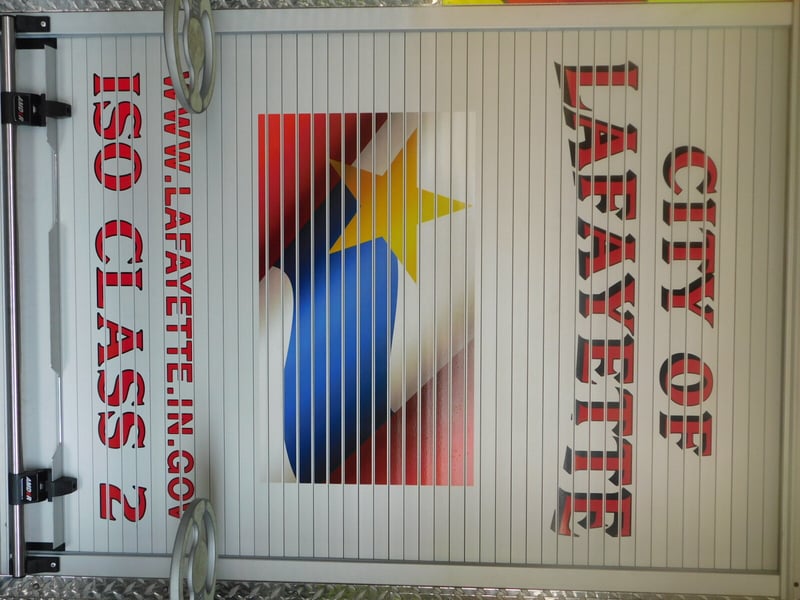 CITY OF
LAFAYETTE
WWW.LAFAYETTE.IN.GOV
ISO CLASS 2